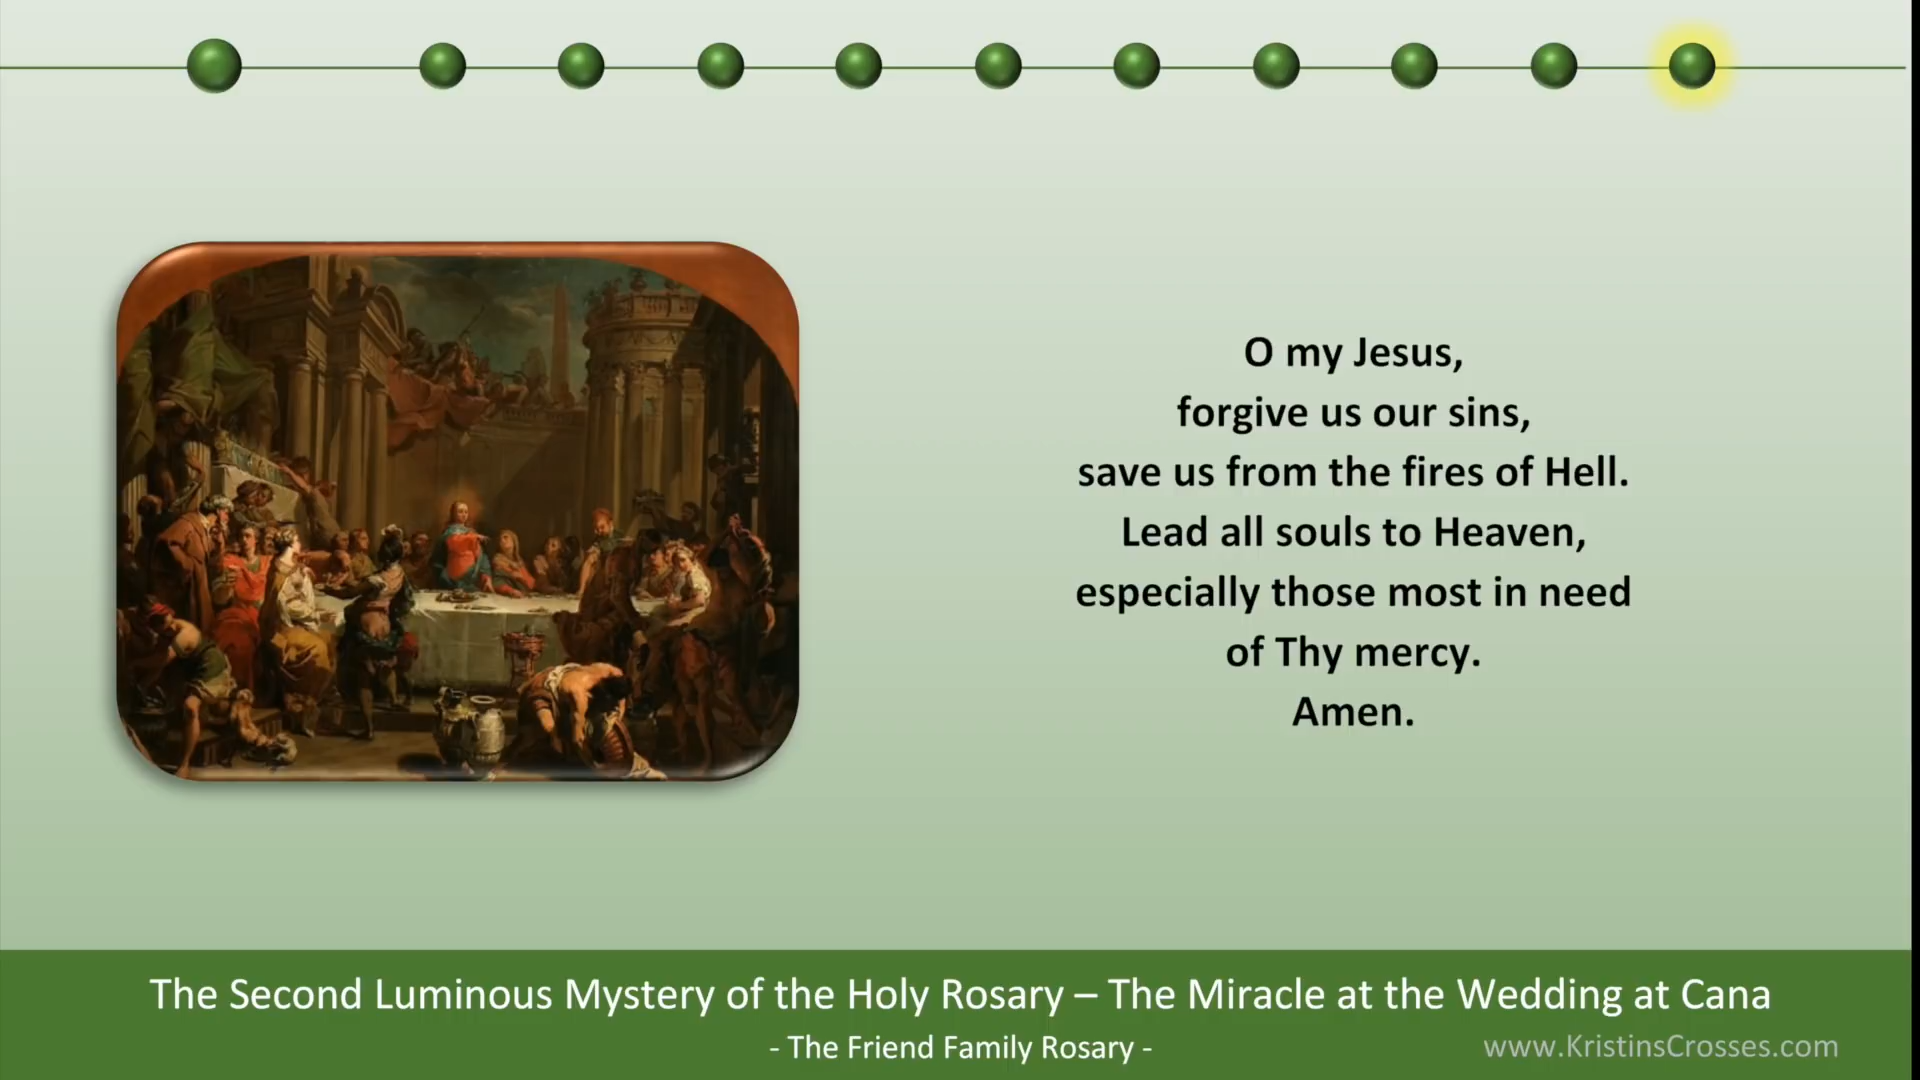 O my Jesus,
forgive us our sins,
save us from the fires of Hell.
Lead all souls to Heaven,
especially those most in need
of Thy mercy.
Amen.
The Second Luminous Mystery of the Holy Rosary – The Miracle at the Wedding at Cana
- The Friend Family Rosary -
www.KristinsCrosses.com